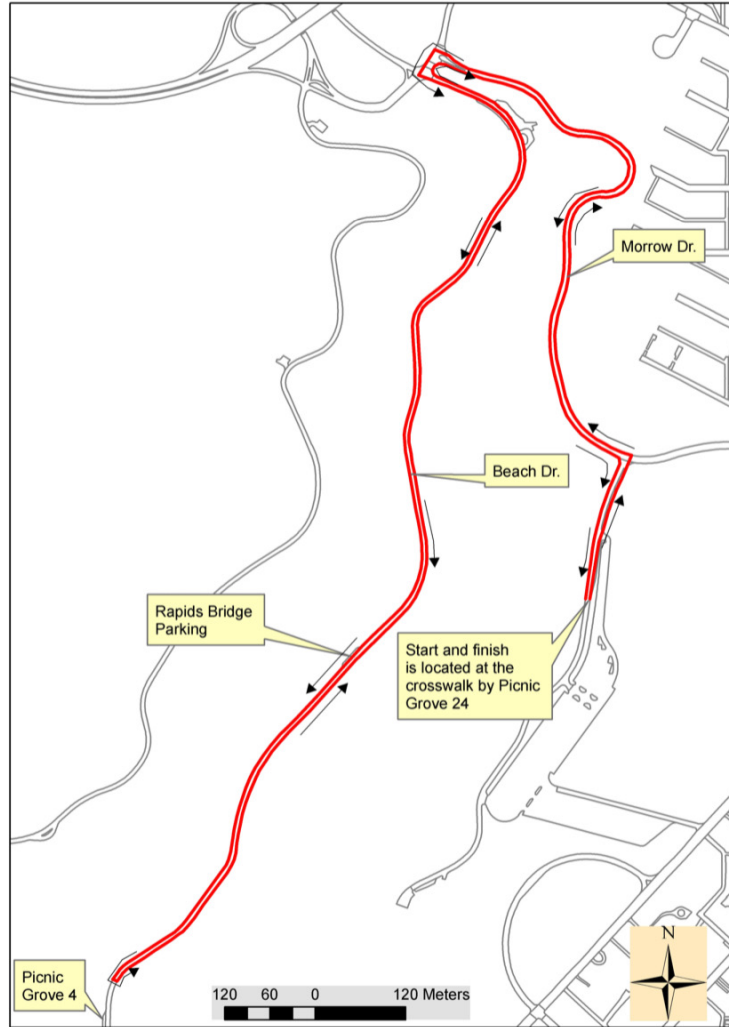 Morrow Dr.
Beach Dr.
Rapids Bridge
Parking
Start and finish
is located at the
crosswalk by Picnic
Grove 24
Picnic
Grove 4
N
120 60 0 120 Meters